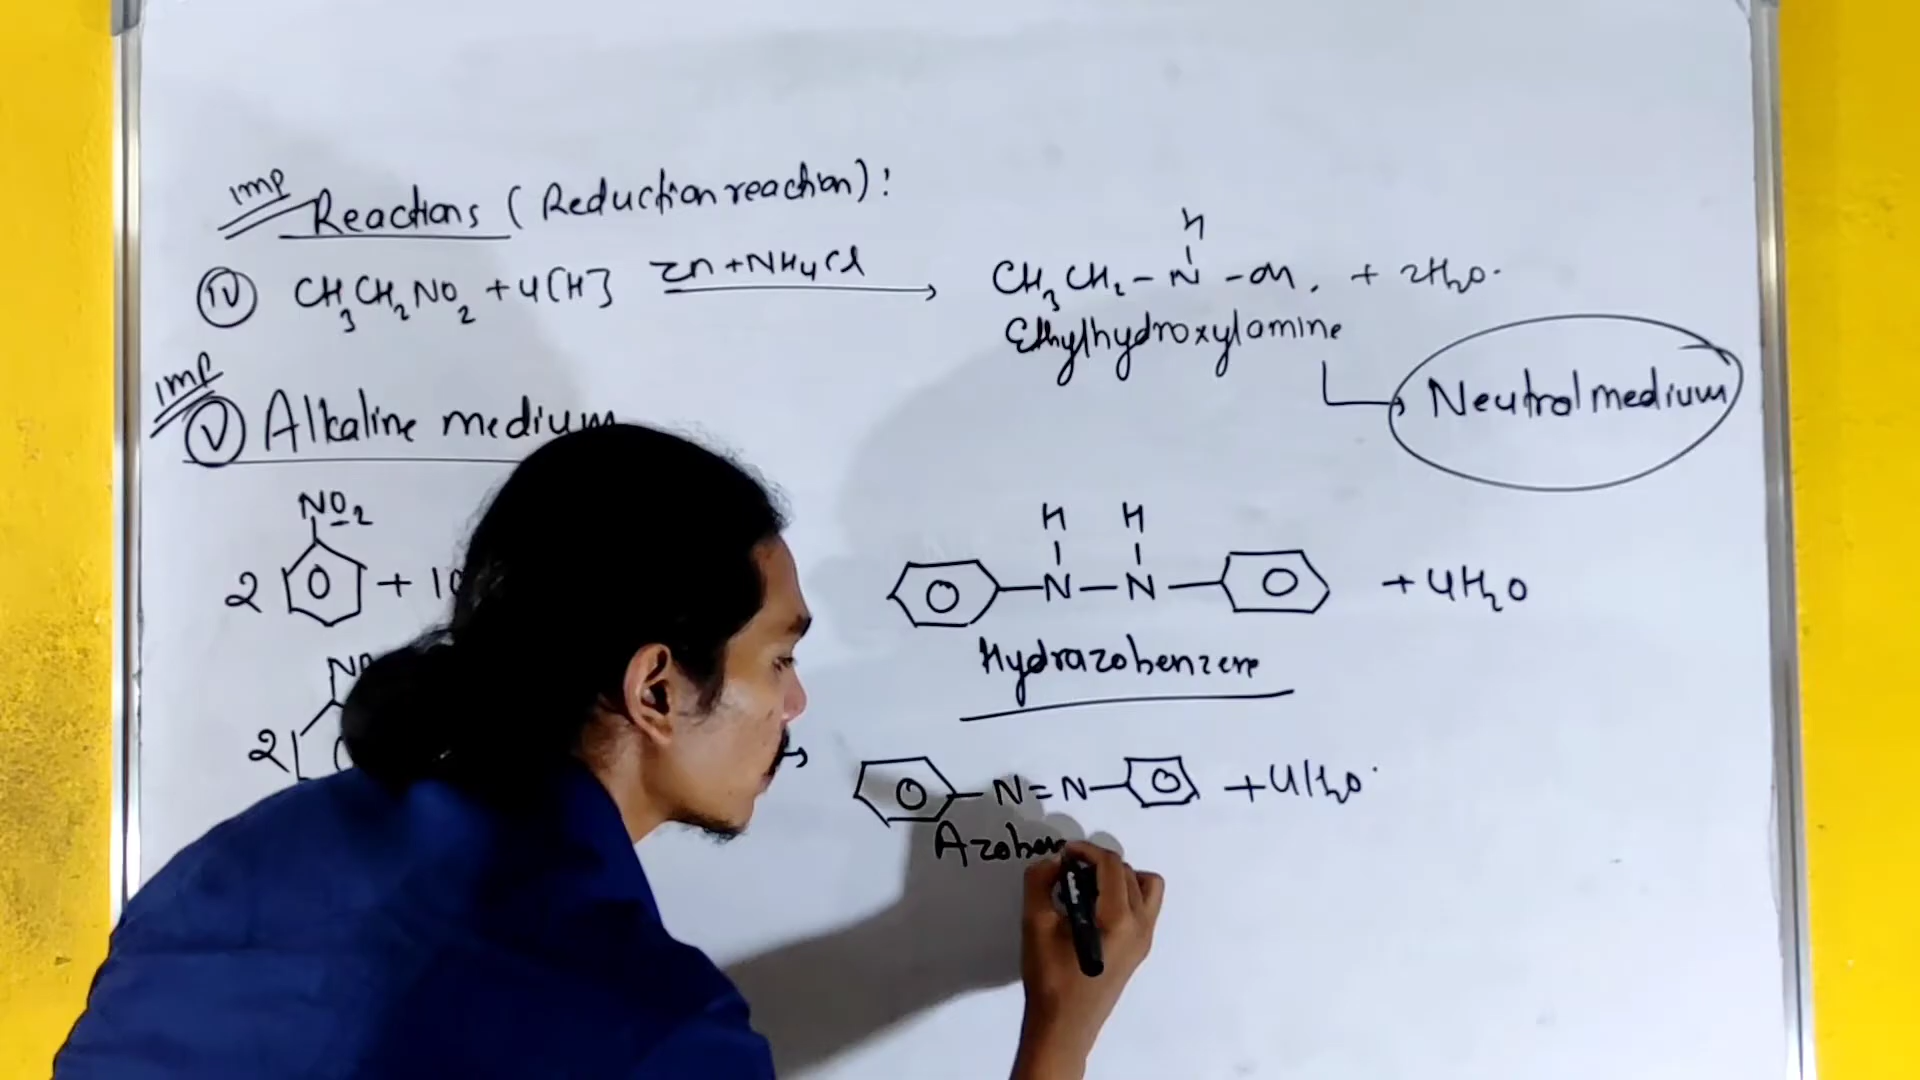 Imp
Reactions (Reduction reaction):
(iv) CH3CH2NO2 + 4[H] Zn+NH4Cl → CH3CH2-N-OH. + 2H2O.
H
Ethylhydroxylamine
Neutral medium
Imp
(v) Alkaline medium
NO2
2 + 10
H H
N-N + 4H2O
Hydrazobenzene
2
N=N + 4H2O.
Azoben